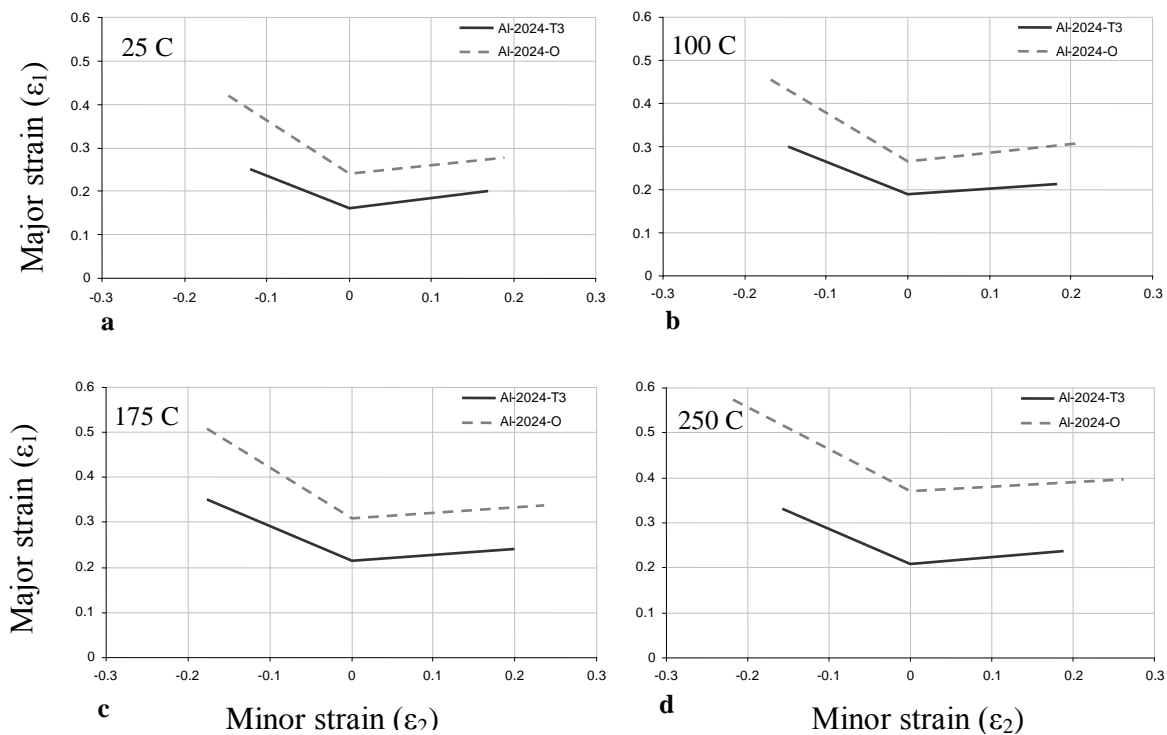 Major strain (ε1)
0.6
0.5
0.4
0.3
0.2
0.1
0
25 C
Al-2024-T3
Al-2024-O
-0.3 -0.2 -0.1 0 0.1 0.2 0.3
a
0.6
0.5
0.4
0.3
0.2
0.1
0
100 C
Al-2024-T3
Al-2024-O
-0.3 -0.2 -0.1 0 0.1 0.2 0.3
b
Major strain (ε1)
0.6
0.5
0.4
0.3
0.2
0.1
0
175 C
Al-2024-T3
Al-2024-O
-0.3 -0.2 -0.1 0 0.1 0.2 0.3
c
Minor strain (ε2)
0.6
0.5
0.4
0.3
0.2
0.1
0
250 C
Al-2024-T3
Al-2024-O
-0.3 -0.2 -0.1 0 0.1 0.2 0.3
d
Minor strain (ε2)